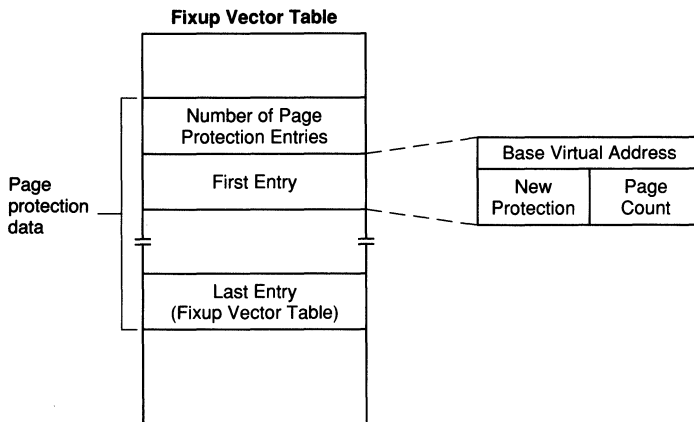 Fixup Vector Table
Number of Page
Protection Entries
First Entry
Last Entry
(Fixup Vector Table)
Page
protection
data
Base Virtual Address
New
Protection
Page
Count